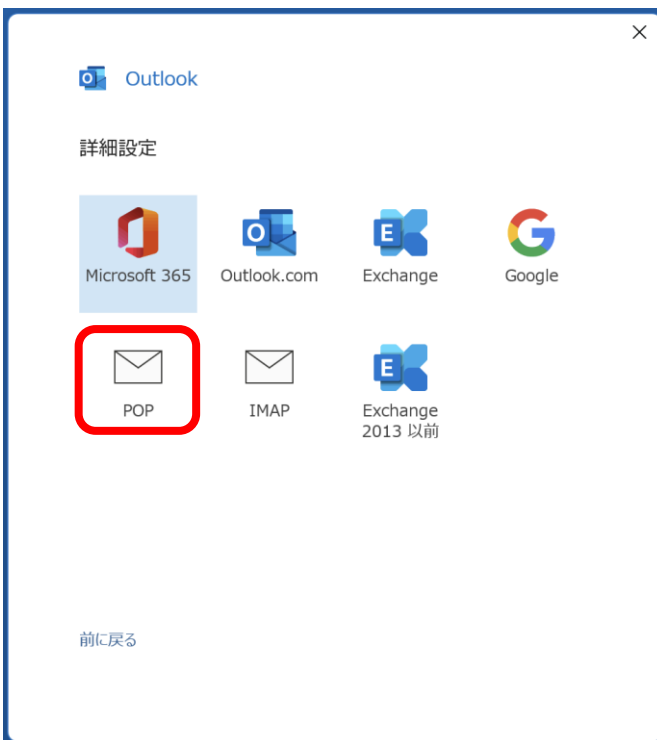 Outlook
詳細設定
Microsoft 365
Outlook.com
Exchange
Google
POP
IMAP
Exchange
2013 以前
前に戻る